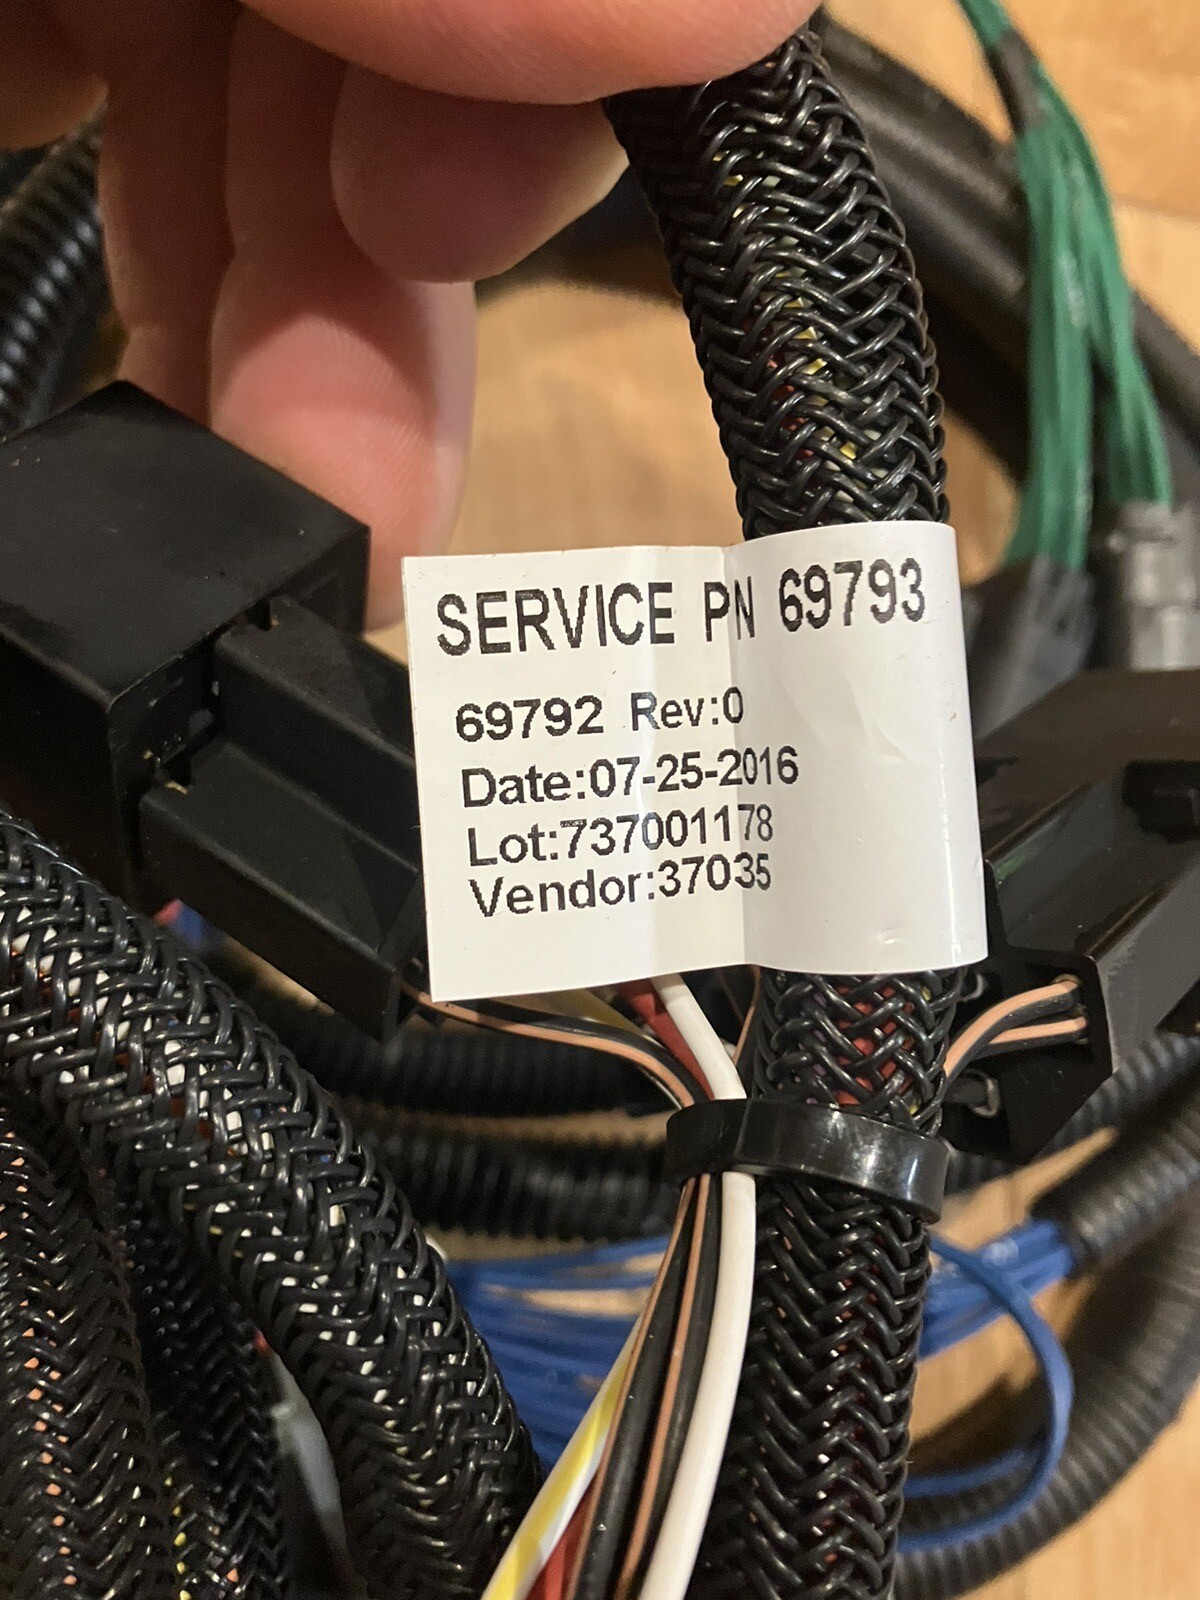 SERVICE PN 69793
69792 Rev:0
Date:07-25-2016
Lot:737001178
Vendor:37035